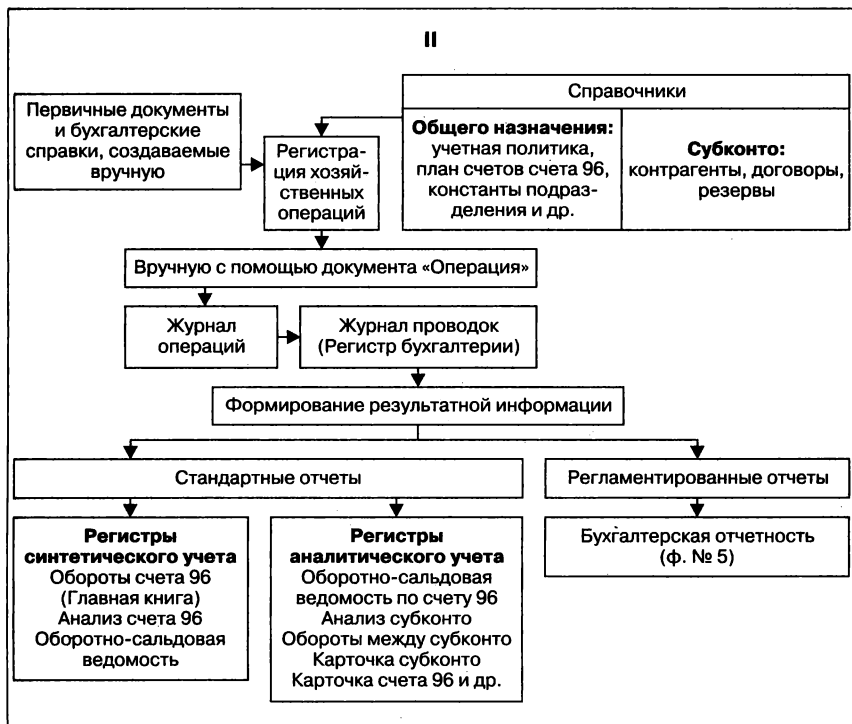 II
Первичные документы
и бухгалтерские
справки, создаваемые
вручную
Регистра-
ция хозяй-
ственных
операций
Справочники
Общего назначения:
учетная политика,
план счетов счета 96,
константы подраз-
деления и др.
Субконто:
контрагенты, договоры,
резервы
Вручную с помощью документа «Операция»
Журнал
операций
Журнал проводок
(Регистр бухгалтерии)
Формирование результатной информации
Стандартные отчеты
Регламентированные отчеты
Регистры
синтетического учета
Обороты счета 96
(Главная книга)
Анализ счета 96
Оборотно-сальдовая
ведомость
Регистры
аналитического учета
Оборотно-сальдовая
ведомость по счету 96
Анализ субконто
Обороты между субконто
Карточка субконто
Карточка счета 96 и др.
Бухгалтерская отчетность
(ф. № 5)